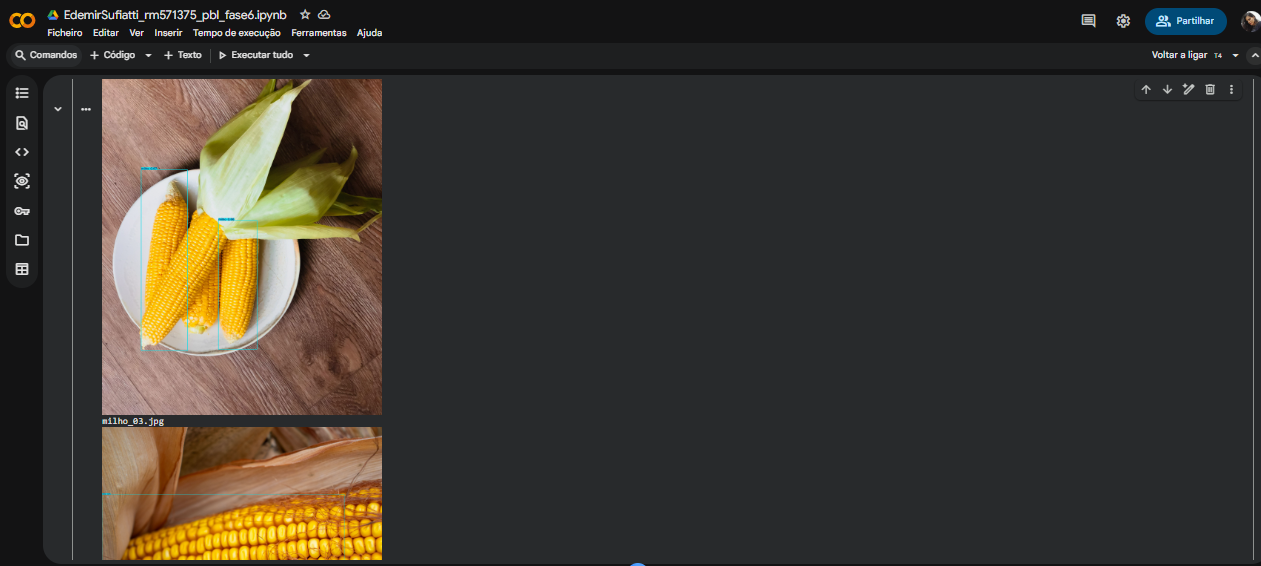 EdemirSufiatti_rm571375_pbl_fase6.ipynb
Ficheiro Editar Ver Inserir Tempo de execução Ferramentas Ajuda
Partilhar
Comandos + Código + Texto Executar tudo
Voltar a ligar T4
milho_03.jpg